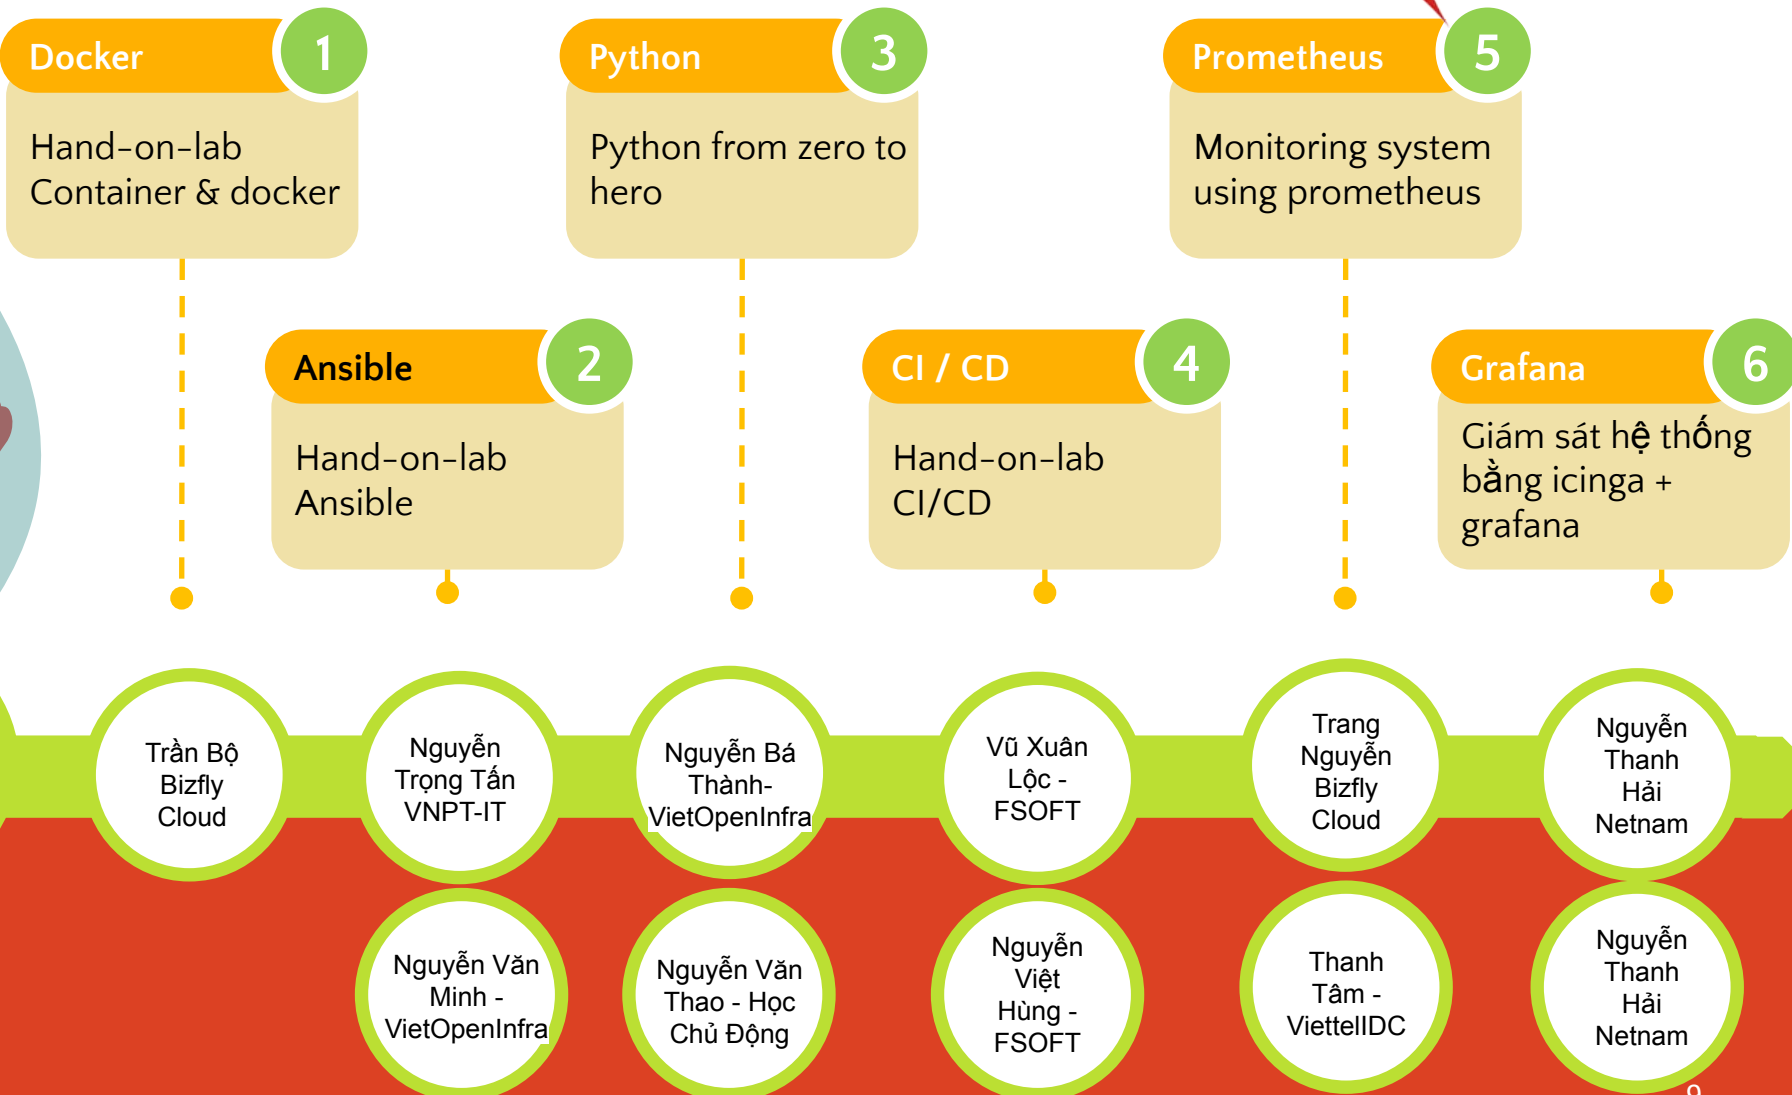 Docker
1
Hand-on-lab
Container & docker
Python
3
Python from zero to
hero
Prometheus
5
Monitoring system
using prometheus
Ansible
2
Hand-on-lab
Ansible
CI / CD
4
Hand-on-lab
CI/CD
Grafana
6
Giám sát hệ thống
bằng icinga +
grafana
Trần Bộ
Bizfly
Cloud
Nguyễn
Trọng Tấn
VNPT-IT
Nguyễn Bá
Thành-
VietOpenInfra
Vũ Xuân
Lộc -
FSOFT
Trang
Nguyễn
Bizfly
Cloud
Nguyễn
Thanh
Hải
Netnam
Nguyễn Văn
Minh -
VietOpenInfra
Nguyễn Văn
Thao - Học
Chủ Động
Nguyễn
Việt
Hùng -
FSOFT
Thanh
Tâm -
ViettelIDC
Nguyễn
Thanh
Hải
Netnam